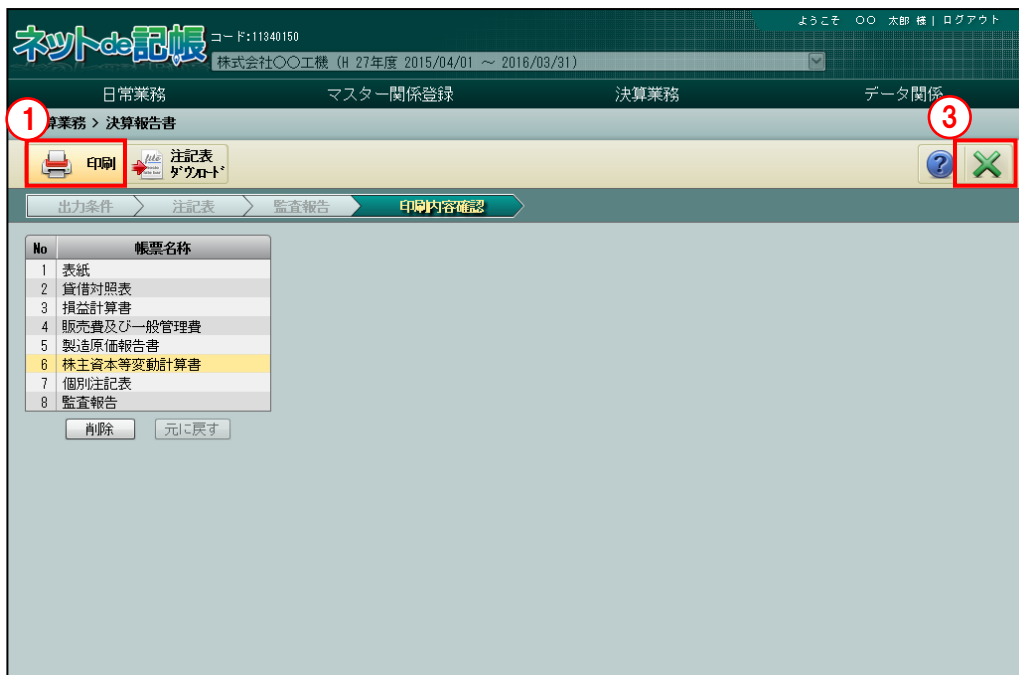 ようこそ 〇〇 太郎 様 | ログアウト
ネットde記帳 コード:11340150
株式会社〇〇工機 (H 27年度 2015/04/01 ～ 2016/03/31)
日常業務 マスター関係登録 決算業務 データ関係
算業務 > 決算報告書
① ③
印刷 注記表
ダウンロード
出力条件 注記表 監査報告 印刷内容確認
No 帳票名称
1 表紙
2 貸借対照表
3 損益計算書
4 販売費及び一般管理費
5 製造原価報告書
6 株主資本等変動計算書
7 個別注記表
8 監査報告
削除 元に戻す